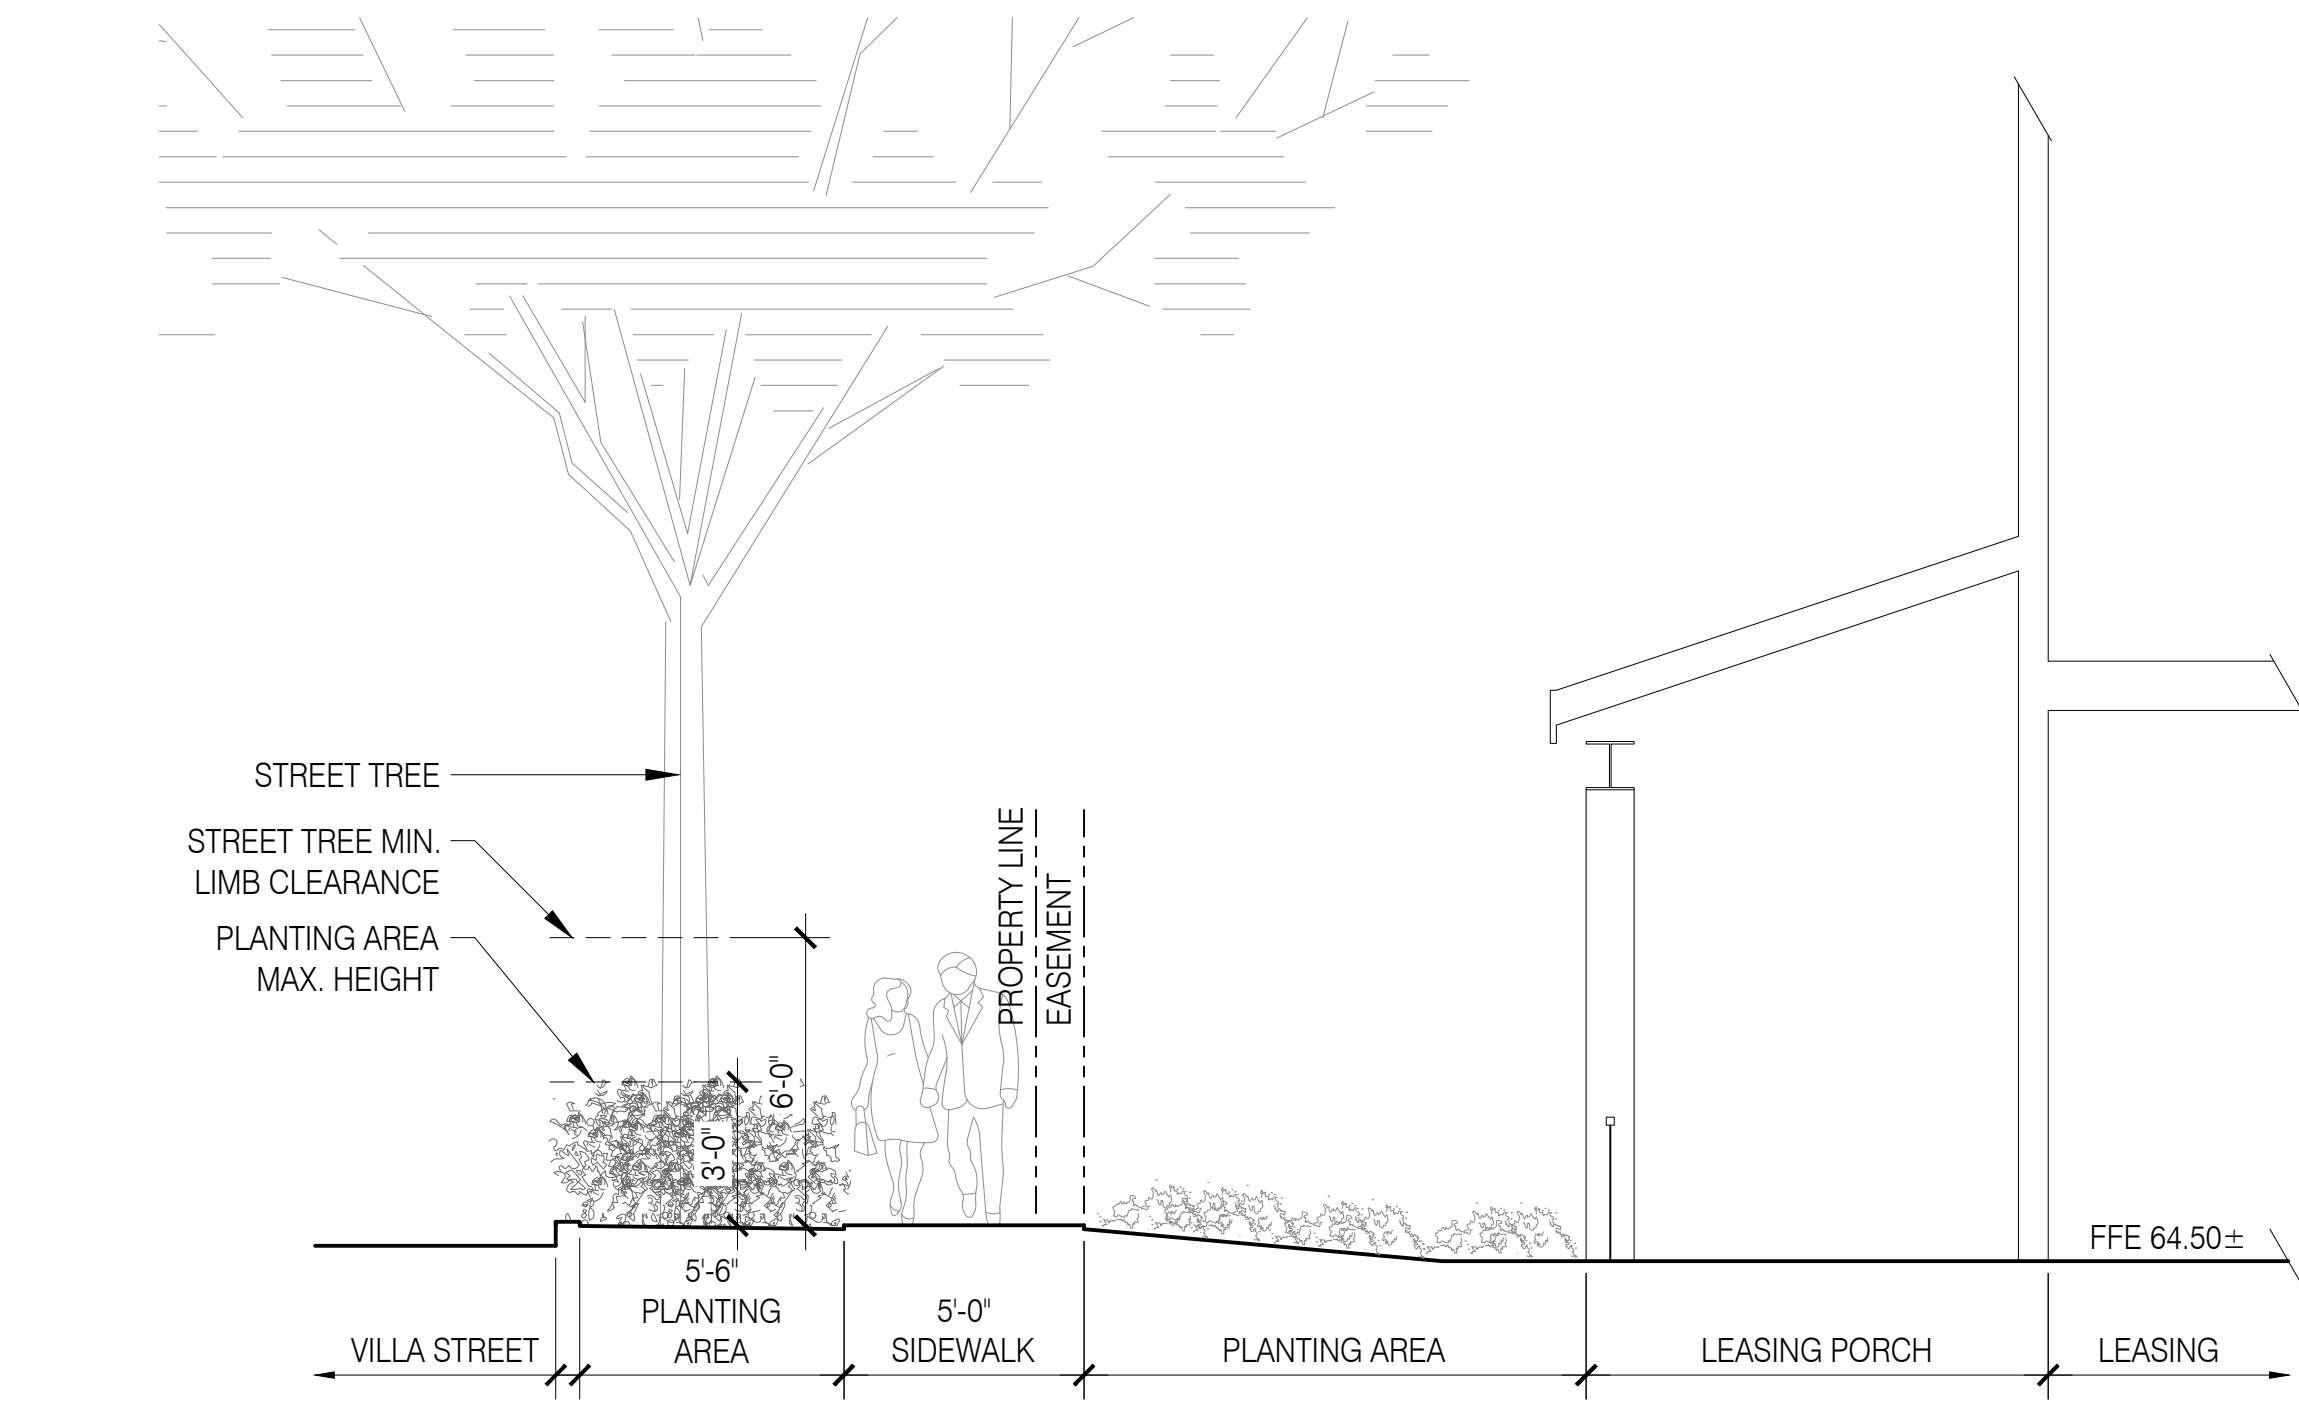 STREET TREE
STREET TREE MIN.
LIMB CLEARANCE
PLANTING AREA
MAX. HEIGHT
PROPERTY LINE
EASEMENT
6'-0"
3'-0"
FFE 64.50±
5'-6"
PLANTING
AREA
5'-0"
SIDEWALK
VILLA STREET
PLANTING AREA
LEASING PORCH
LEASING